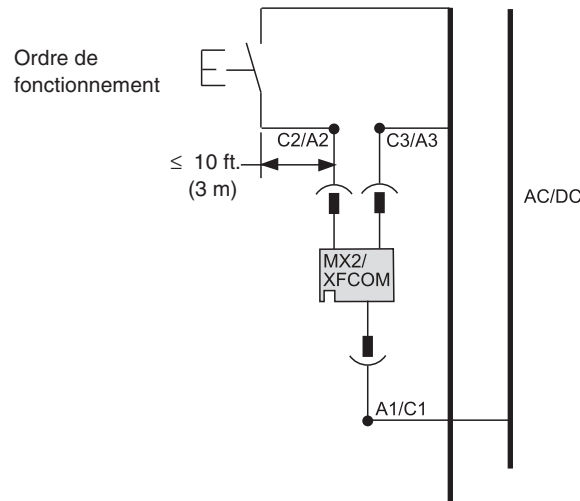 Ordre de
fonctionnement
C2/A2
C3/A3
≤ 10 ft.
(3 m)
AC/DC
MX2/
XFCOM
A1/C1